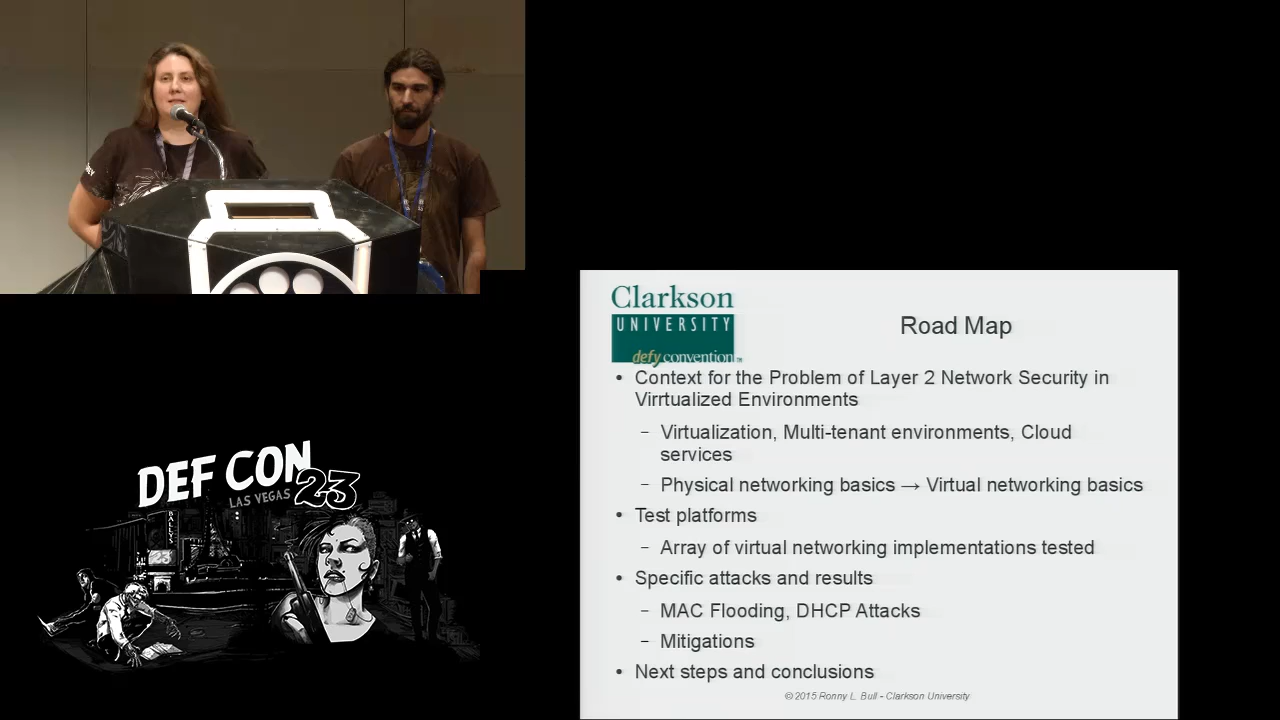 Clarkson
UNIVERSITY
defy convention™
Road Map
• Context for the Problem of Layer 2 Network Security in
Virrtualized Environments
– Virtualization, Multi-tenant environments, Cloud
services
– Physical networking basics → Virtual networking basics
• Test platforms
– Array of virtual networking implementations tested
• Specific attacks and results
– MAC Flooding, DHCP Attacks
– Mitigations
• Next steps and conclusions
© 2015 Ronny L. Bull - Clarkson University
DEF CON
LAS VEGAS 23
BALLYS
23